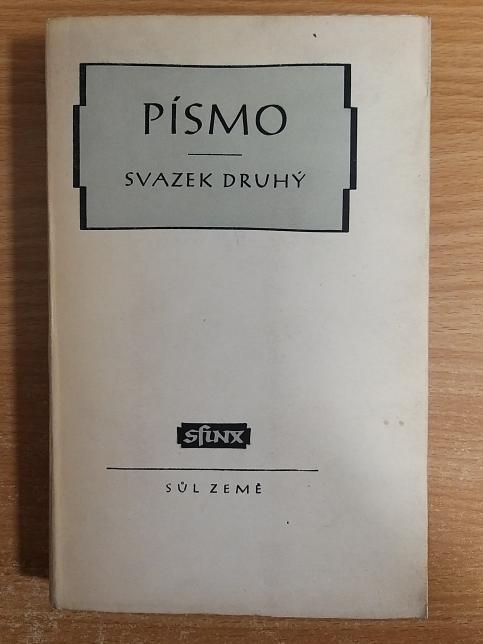 PÍSMO
SVAZEK DRUHÝ
sfinx
SŮL ZEMĚ